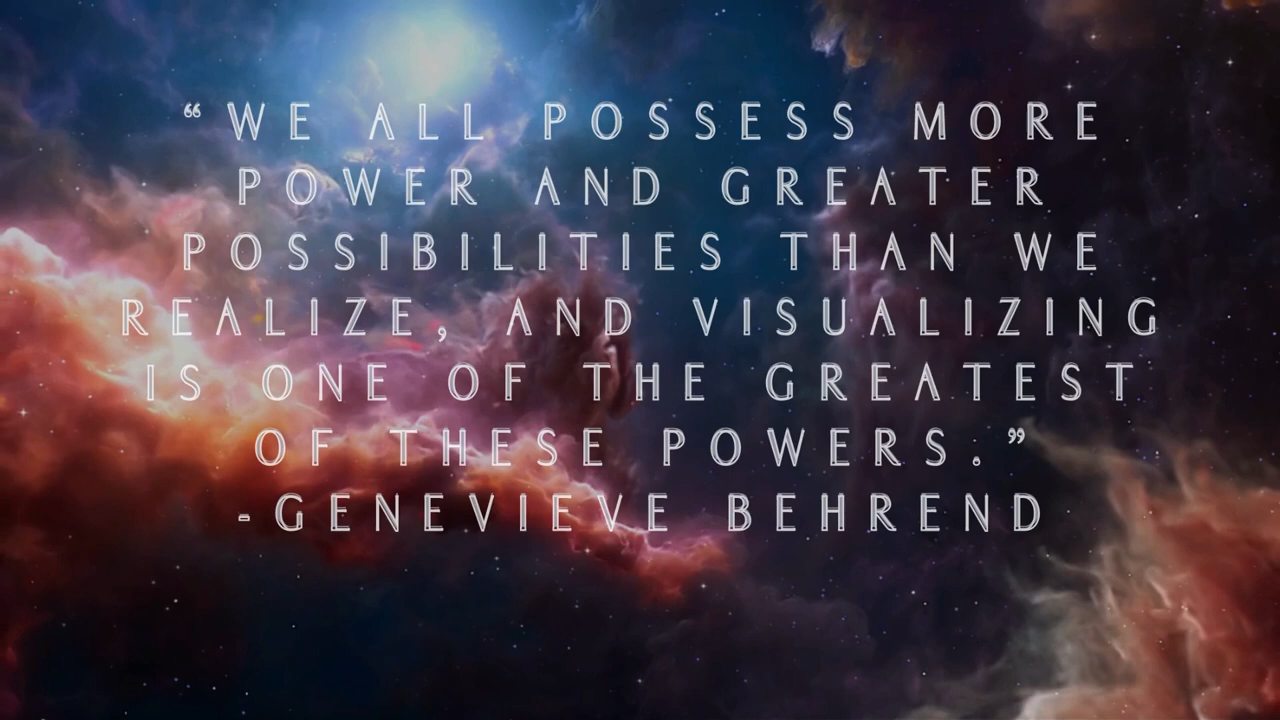 “WE ALL POSSESS MORE
POWER AND GREATER
POSSIBILITIES THAN WE
REALIZE, AND VISUALIZING
IS ONE OF THE GREATEST
OF THESE POWERS.”
-GENEVIEVE BEHREND